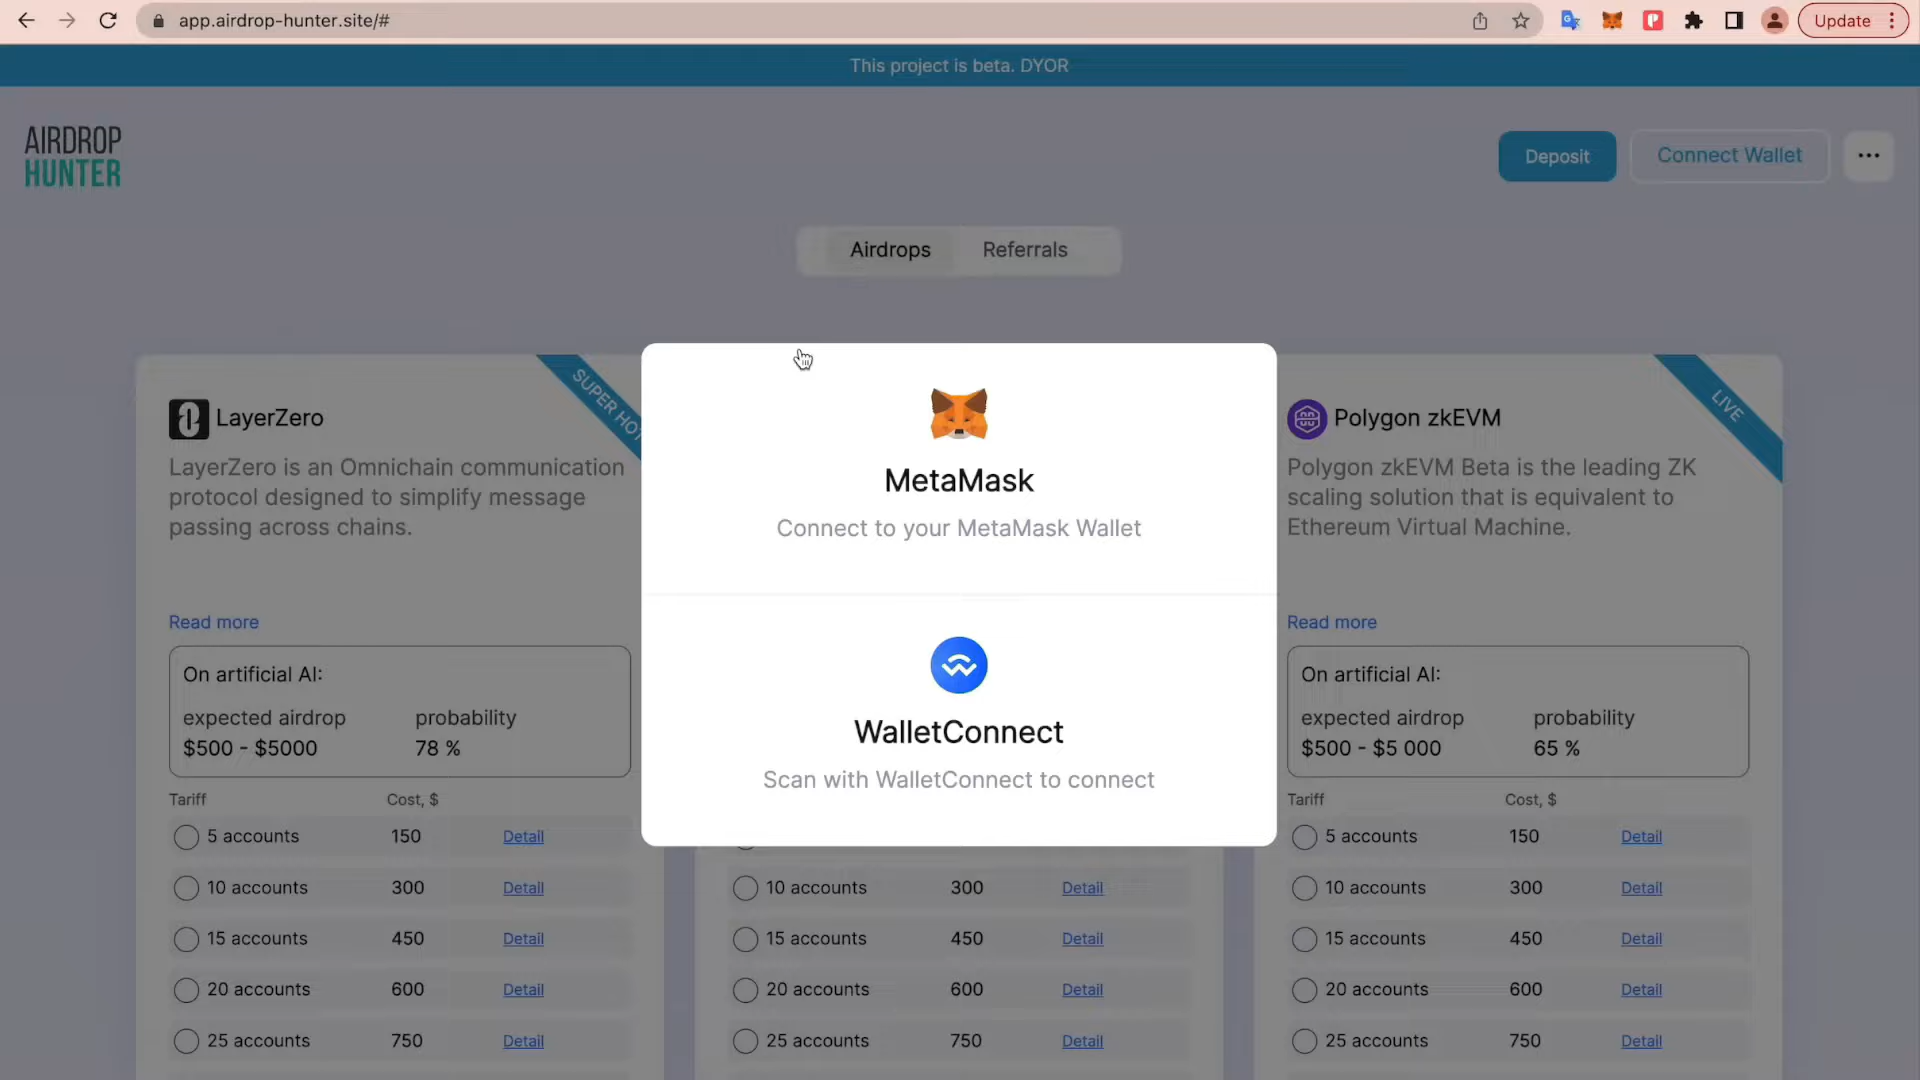 app.airdrop-hunter.site/#
Update
This project is beta. DYOR
AIRDROP
HUNTER
Deposit
Connect Wallet
Airdrops
Referrals
LayerZero
SUPER HOT
LayerZero is an Omnichain communication
protocol designed to simplify message
passing across chains.
Read more
On artificial AI:
expected airdrop probability
$500 - $5000 78 %
Tariff Cost, $
5 accounts 150 Detail
10 accounts 300 Detail
15 accounts 450 Detail
20 accounts 600 Detail
25 accounts 750 Detail
MetaMask
Connect to your MetaMask Wallet
WalletConnect
Scan with WalletConnect to connect
10 accounts 300 Detail
15 accounts 450 Detail
20 accounts 600 Detail
25 accounts 750 Detail
Polygon zkEVM
LIVE
Polygon zkEVM Beta is the leading ZK
scaling solution that is equivalent to
Ethereum Virtual Machine.
Read more
On artificial AI:
expected airdrop probability
$500 - $5 000 65 %
Tariff Cost, $
5 accounts 150 Detail
10 accounts 300 Detail
15 accounts 450 Detail
20 accounts 600 Detail
25 accounts 750 Detail